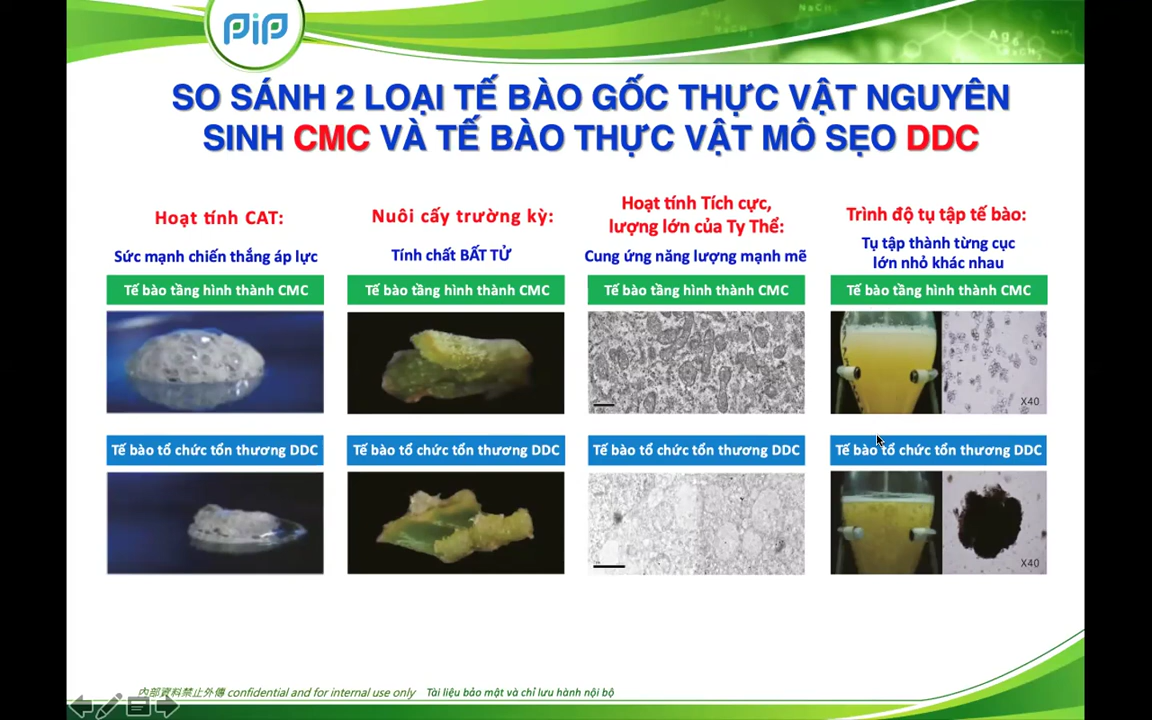 PiP
NaCM
Ag6
SO SÁNH 2 LOẠI TẾ BÀO GỐC THỰC VẬT NGUYÊN
SINH CMC VÀ TẾ BÀO THỰC VẬT MÔ SẸO DDC
Hoạt tính CAT:
Sức mạnh chiến thắng áp lực
Tế bào tầng hình thành CMC
Tế bào tổ chức tổn thương DDC
Nuôi cấy trường kỳ:
Tính chất BẤT TỬ
Tế bào tầng hình thành CMC
Tế bào tổ chức tổn thương DDC
Hoạt tính Tích cực,
lượng lớn của Ty Thể:
Cung ứng năng lượng mạnh mẽ
Tế bào tầng hình thành CMC
Tế bào tổ chức tổn thương DDC
Trình độ tụ tập tế bào:
Tụ tập thành từng cục
lớn nhỏ khác nhau
Tế bào tầng hình thành CMC
X40
Tế bào tổ chức tổn thương DDC
X40
內部資料禁止外傳 confidential and for internal use only Tài liệu bảo mật và chỉ lưu hành nội bộ